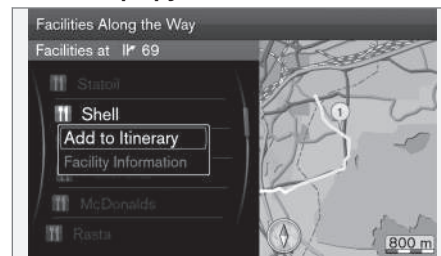 Facilities Along the Way
Facilities at 69
Statoil
Shell
Add to Itinerary
Facility Information
McDonalds
Rasta
1
800 m